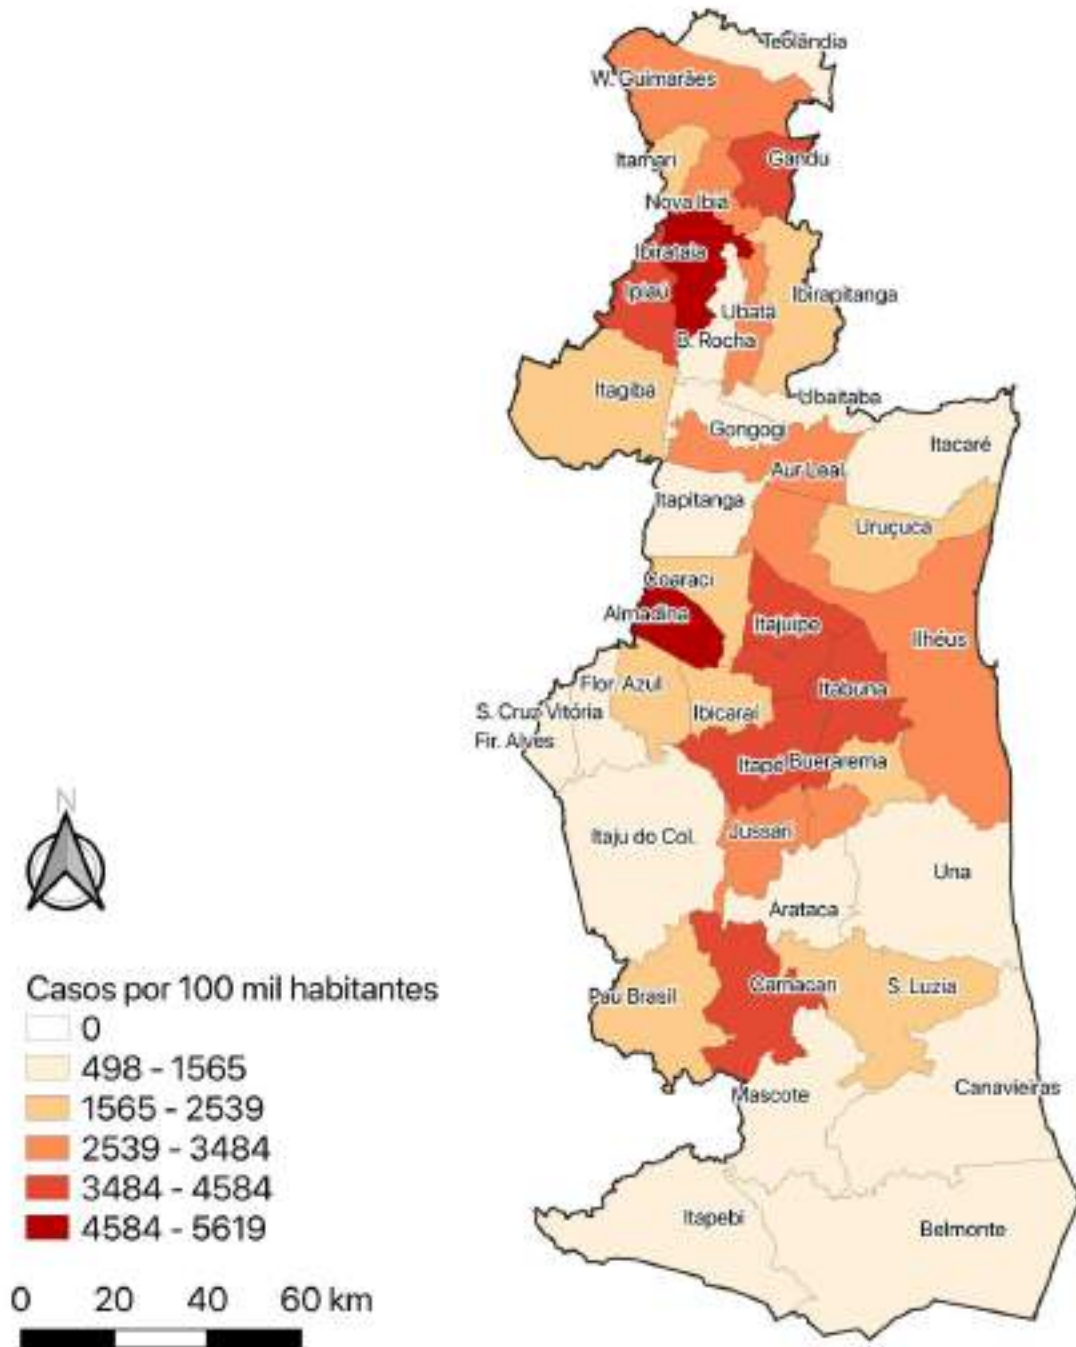 Teolândia
W. Guimarães
Itamari
Gandu
Nova Ibiá
Ibirataia
Ipiaú
Ibirapitanga
Ubatã
B. Rocha
Itagibá
Ubaitaba
Gongogi
Itacaré
Aur Leal
Itapitanga
Uruçuca
Coaraci
Almadina
Itajuípe
Ilhéus
Flor. Azul
Itabuna
S. Cruz Vitória
Ibicaraí
Fir. Alves
Itapé
Buerarema
Itaju do Col.
Jussari
Una
Arataca
Pau Brasil
Camacan
S. Luzia
Mascote
Canavieiras
Itapebi
Belmonte
N
Casos por 100 mil habitantes
0
498 - 1565
1565 - 2539
2539 - 3484
3484 - 4584
4584 - 5619
0 20 40 60 km